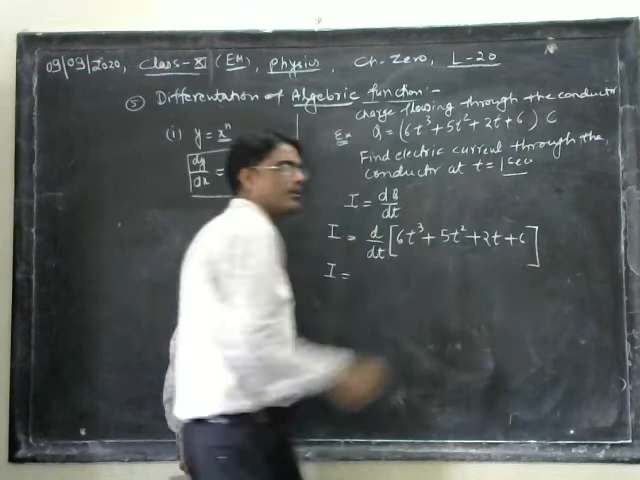 09/09/2020, Class-XI (EM), Physics, Ch-Zero, L-20
⑤ Differentation of Algebric function:-
(i) y = xⁿ
dy/dx =
charge flowing through the conductor
Ex Q = (6t³ + 5t² + 2t + 6) C
Find electric current through the
conductor at t = 1 sec
I = dQ/dt
I = d/dt [6t³ + 5t² + 2t + 6]
I =